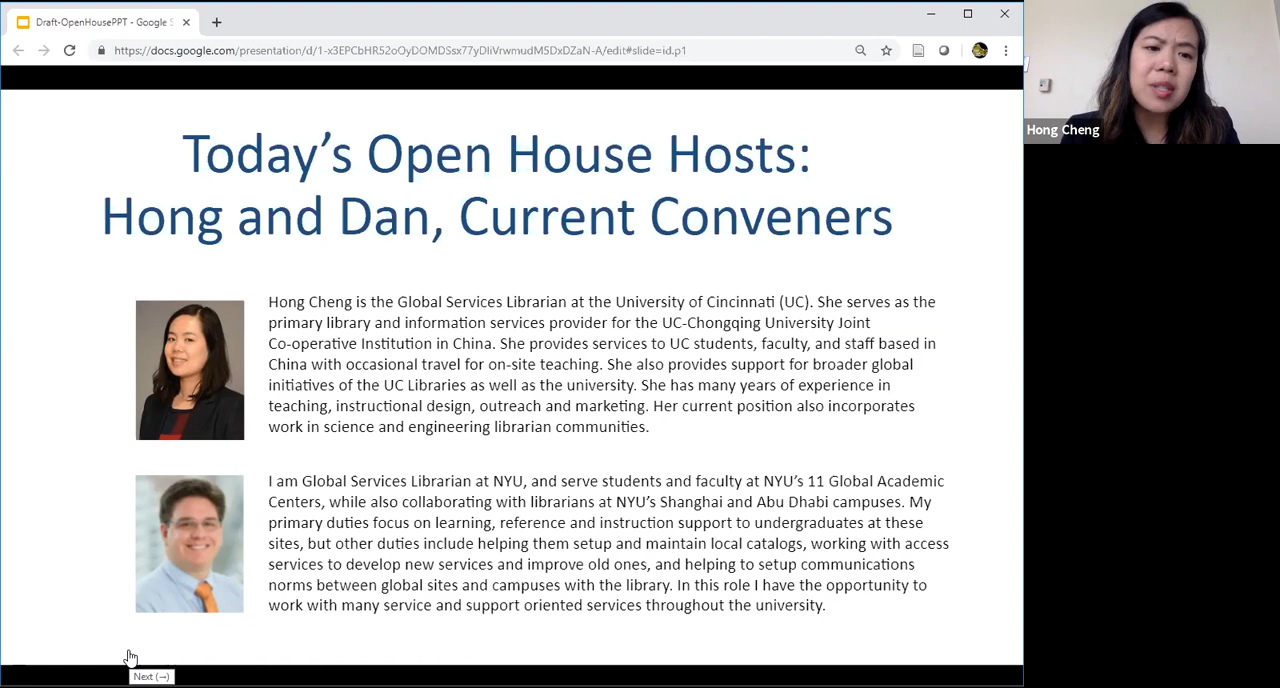 Draft-OpenHousePPT - Google S
https://docs.google.com/presentation/d/1-x3EPCbHR52oOyDOMDSsx77yDIiVrwmudM5DxDZaN-A/edit#slide=id.p1
Hong Cheng
Today's Open House Hosts:
Hong and Dan, Current Conveners
Hong Cheng is the Global Services Librarian at the University of Cincinnati (UC). She serves as the
primary library and information services provider for the UC-Chongqing University Joint
Co-operative Institution in China. She provides services to UC students, faculty, and staff based in
China with occasional travel for on-site teaching. She also provides support for broader global
initiatives of the UC Libraries as well as the university. She has many years of experience in
teaching, instructional design, outreach and marketing. Her current position also incorporates
work in science and engineering librarian communities.
I am Global Services Librarian at NYU, and serve students and faculty at NYU's 11 Global Academic
Centers, while also collaborating with librarians at NYU's Shanghai and Abu Dhabi campuses. My
primary duties focus on learning, reference and instruction support to undergraduates at these
sites, but other duties include helping them setup and maintain local catalogs, working with access
services to develop new services and improve old ones, and helping to setup communications
norms between global sites and campuses with the library. In this role I have the opportunity to
work with many service and support oriented services throughout the university.
Next (→)